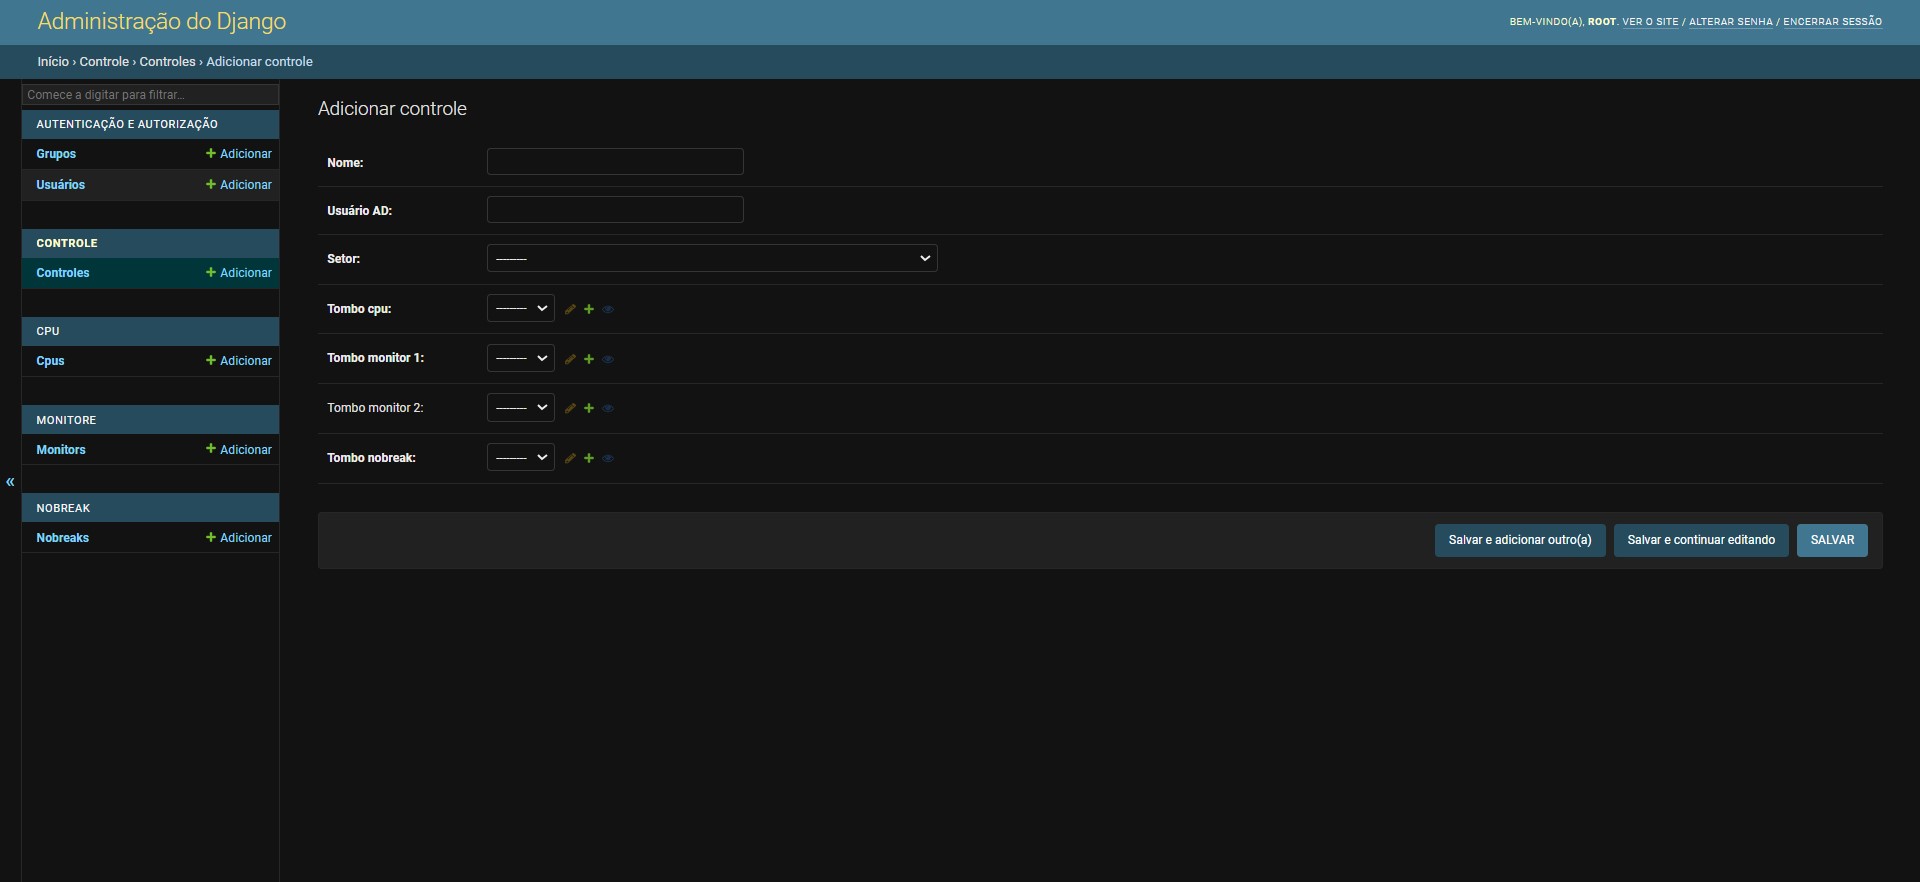 Administração do Django
BEM-VINDO(A), ROOT. VER O SITE / ALTERAR SENHA / ENCERRAR SESSÃO
Início › Controle › Controles › Adicionar controle
Comece a digitar para filtrar…
AUTENTICAÇÃO E AUTORIZAÇÃO
Grupos
Adicionar
Usuários
Adicionar
CONTROLE
Controles
Adicionar
CPU
Cpus
Adicionar
MONITORE
Monitors
Adicionar
NOBREAK
Nobreaks
Adicionar
«
Adicionar controle
Nome:
Usuário AD:
Setor:
---------
Tombo cpu:
---------
Tombo monitor 1:
---------
Tombo monitor 2:
---------
Tombo nobreak:
---------
Salvar e adicionar outro(a)
Salvar e continuar editando
SALVAR